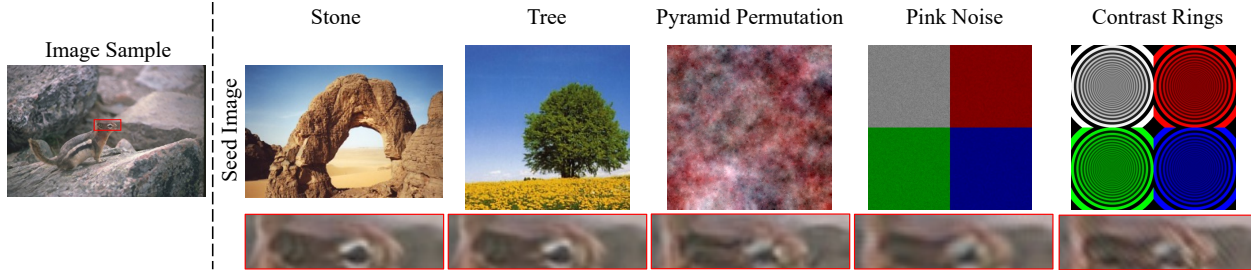 Image Sample
Seed Image
Stone
Tree
Pyramid Permutation
Pink Noise
Contrast Rings